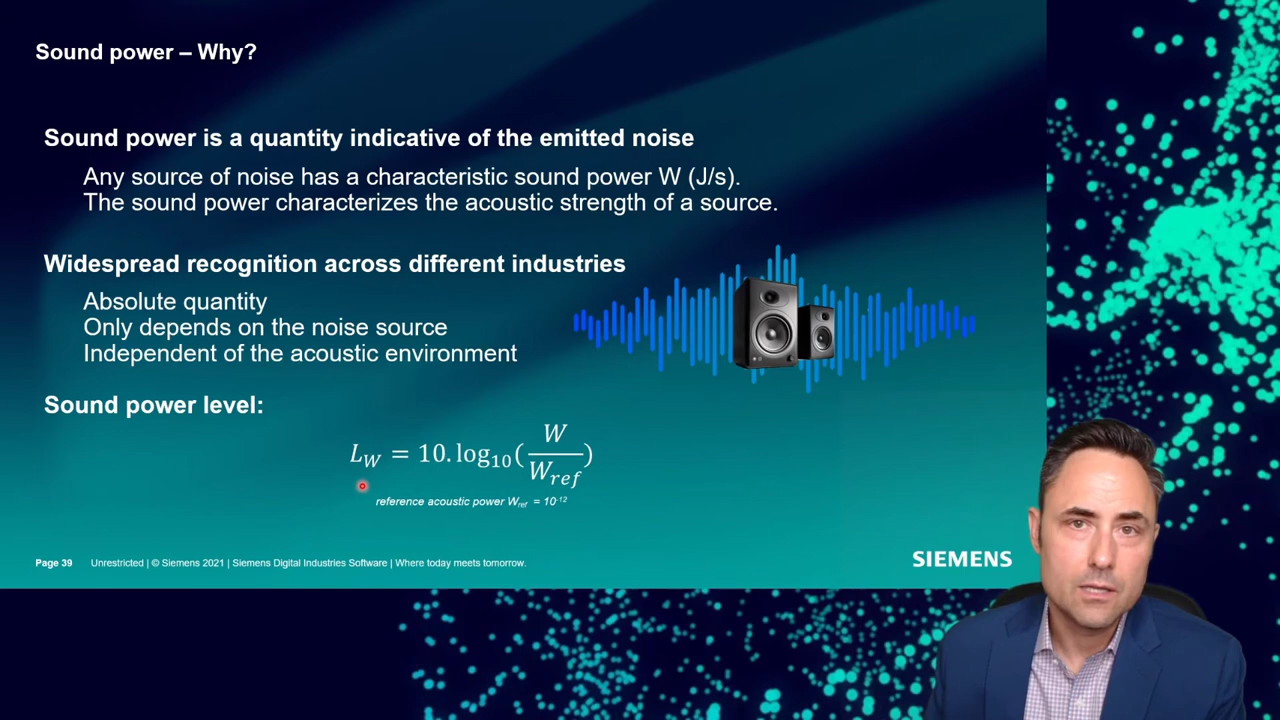 Sound power – Why?
Sound power is a quantity indicative of the emitted noise
Any source of noise has a characteristic sound power W (J/s).
The sound power characterizes the acoustic strength of a source.
Widespread recognition across different industries
Absolute quantity
Only depends on the noise source
Independent of the acoustic environment
Sound power level:
L_W = 10. log₁₀( W / W_ref )
reference acoustic power W_ref = 10⁻¹²
Page 39 Unrestricted | © Siemens 2021 | Siemens Digital Industries Software | Where today meets tomorrow.
SIEMENS